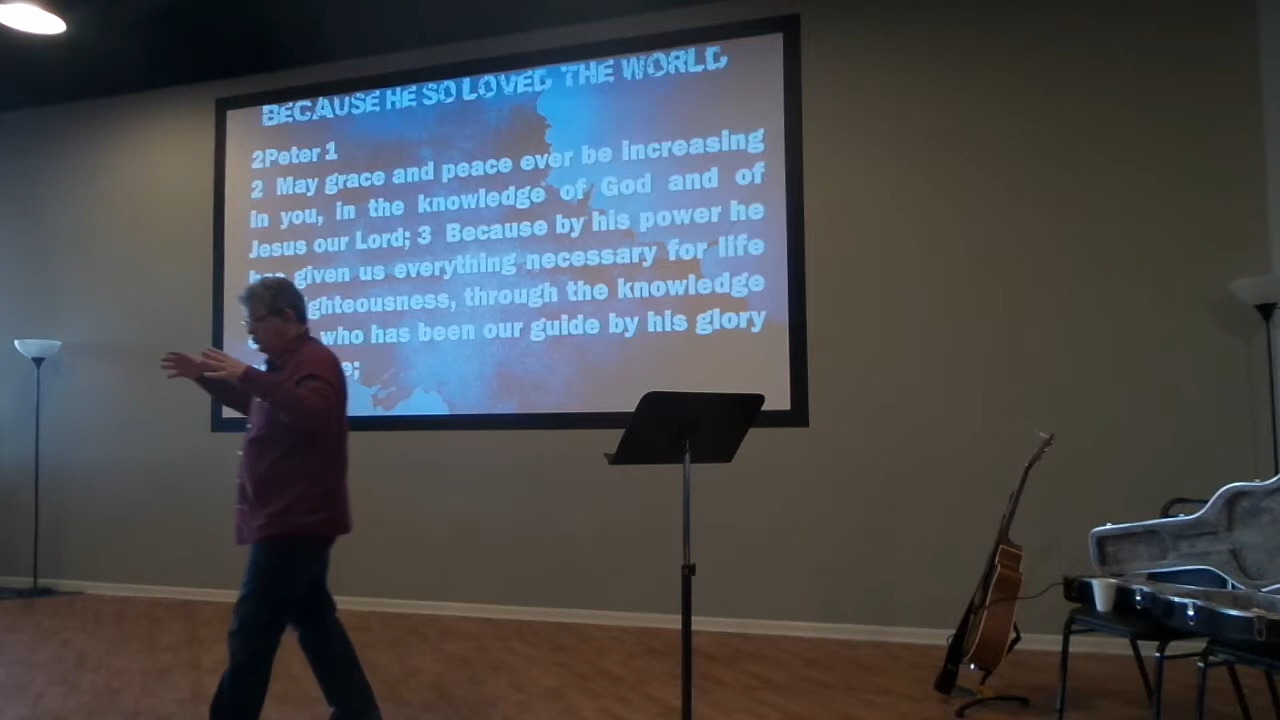 BECAUSE HE SO LOVED THE WORLD
2Peter 1
2 May grace and peace ever be increasing
in you, in the knowledge of God and of
Jesus our Lord; 3 Because by his power he
given us everything necessary for life
ghteousness, through the knowledge
who has been our guide by his glory
e;